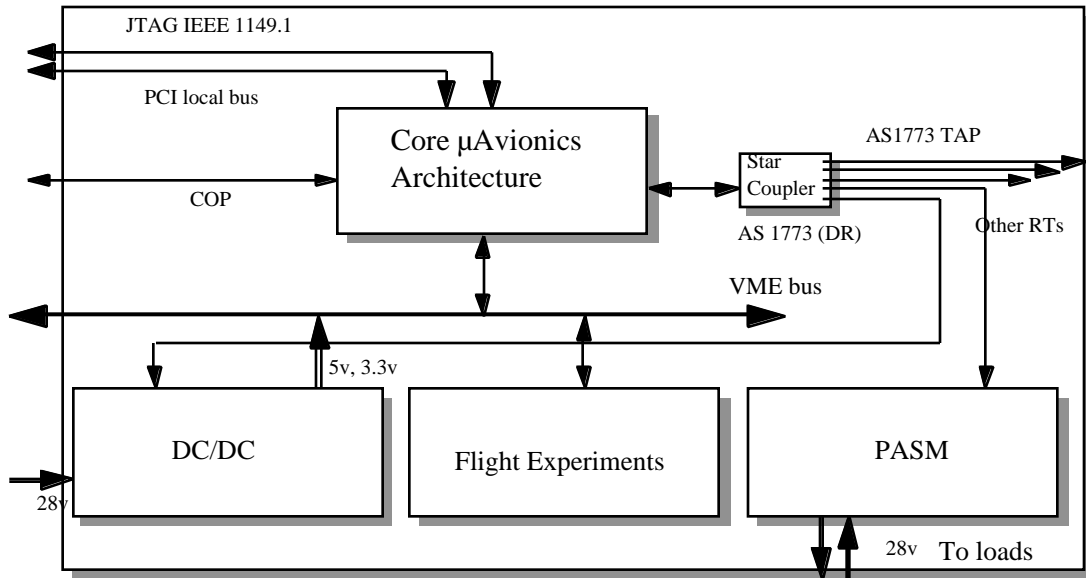 JTAG IEEE 1149.1
PCI local bus
Core µAvionics
Architecture
COP
AS1773 TAP
Star
Coupler
Other RTs
AS 1773 (DR)
VME bus
5v, 3.3v
DC/DC
Flight Experiments
PASM
28v
28v To loads